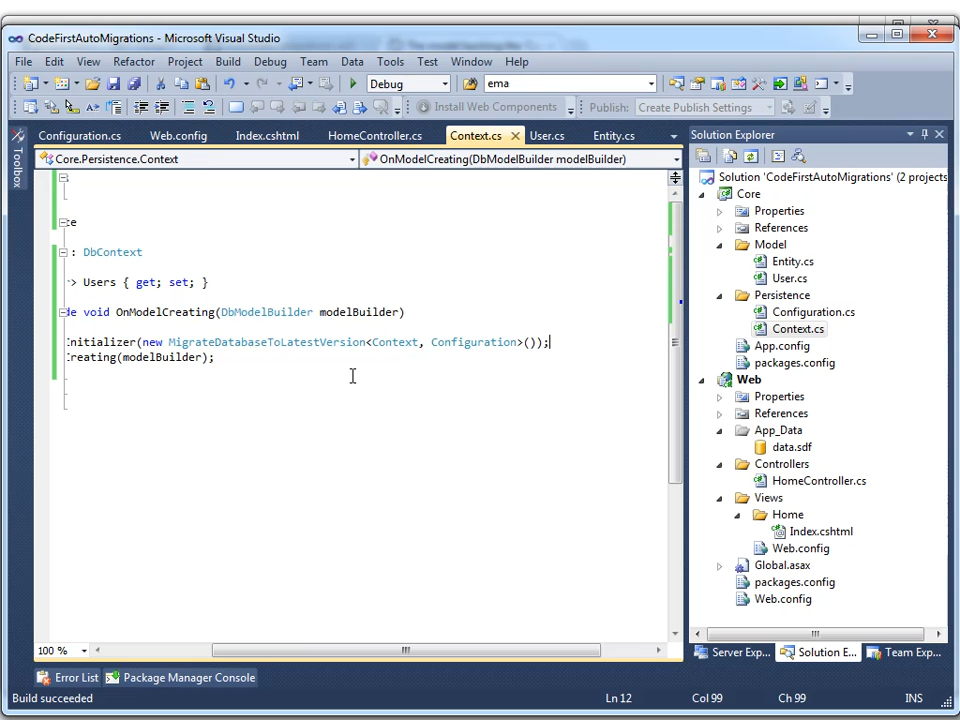 CodeFirstAutoMigrations - Microsoft Visual Studio
File Edit View Refactor Project Build Debug Team Data Tools Test Window Help
Debug ema
Install Web Components Publish: Create Publish Settings
Toolbox
Configuration.cs Web.config Index.cshtml HomeController.cs Context.cs User.cs Entity.cs
Core.Persistence.Context OnModelCreating(DbModelBuilder modelBuilder)
: DbContext
> Users { get; set; }
void OnModelCreating(DbModelBuilder modelBuilder)
nitializer(new MigrateDatabaseToLatestVersion<Context, Configuration>());
reating(modelBuilder);
100 %
Error List Package Manager Console
Build succeeded Ln 12 Col 99 Ch 99 INS
Solution Explorer
Solution 'CodeFirstAutoMigrations' (2 projects
Core
Properties
References
Model
Entity.cs
User.cs
Persistence
Configuration.cs
Context.cs
App.config
packages.config
Web
Properties
References
App_Data
data.sdf
Controllers
HomeController.cs
Views
Home
Index.cshtml
Web.config
Global.asax
packages.config
Web.config
Server Exp... Solution E... Team Exp...